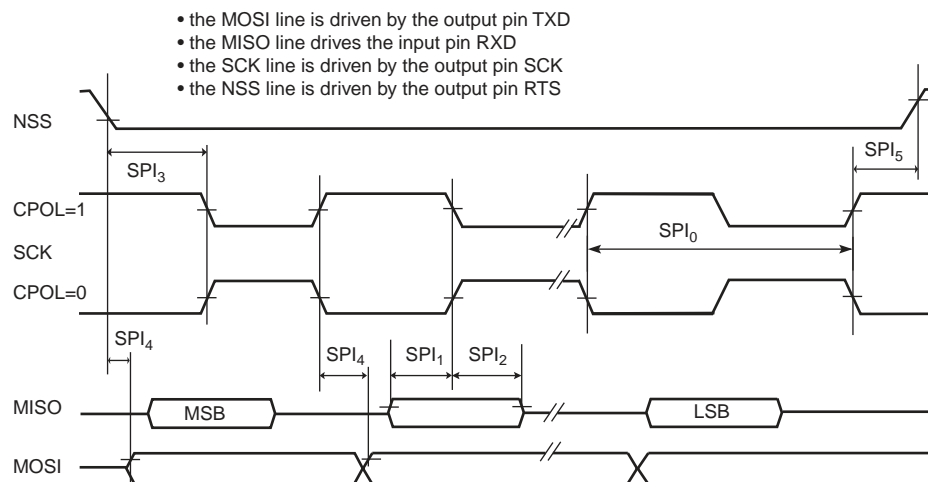 • the MOSI line is driven by the output pin TXD
• the MISO line drives the input pin RXD
• the SCK line is driven by the output pin SCK
• the NSS line is driven by the output pin RTS
NSS
SPI3
SPI5
CPOL=1
SPI0
SCK
CPOL=0
SPI4
SPI4
SPI1
SPI2
MISO
MSB
LSB
MOSI